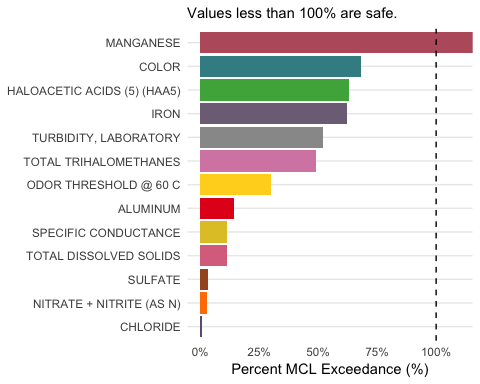 Values less than 100% are safe.
MANGANESE
COLOR
HALOACETIC ACIDS (5) (HAA5)
IRON
TURBIDITY, LABORATORY
TOTAL TRIHALOMETHANES
ODOR THRESHOLD @ 60 C
ALUMINUM
SPECIFIC CONDUCTANCE
TOTAL DISSOLVED SOLIDS
SULFATE
NITRATE + NITRITE (AS N)
CHLORIDE
0% 25% 50% 75% 100%
Percent MCL Exceedance (%)